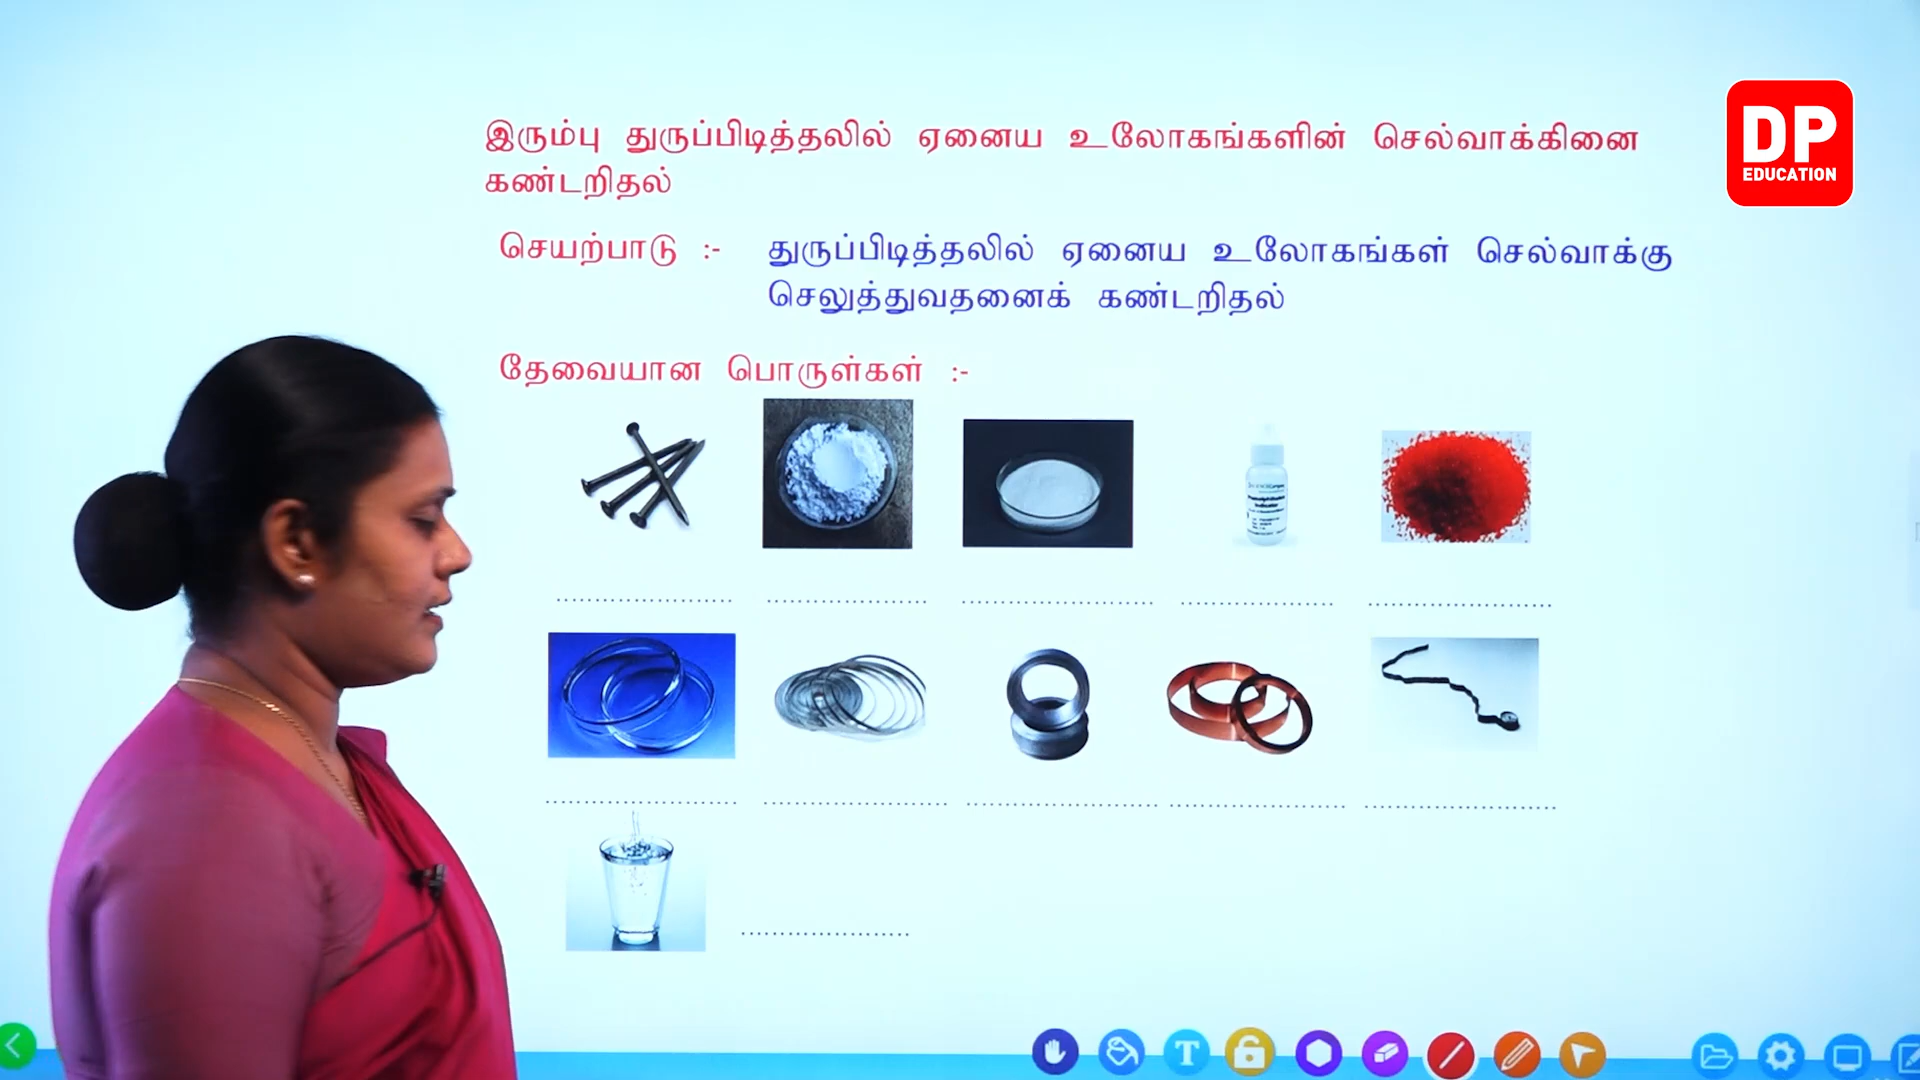 DP
EDUCATION
இரும்பு துருப்பிடித்தலில் ஏனைய உலோகங்களின் செல்வாக்கினை
கண்டறிதல்
செயற்பாடு :- துருப்பிடித்தலில் ஏனைய உலோகங்கள் செல்வாக்கு
செலுத்துவதனைக் கண்டறிதல்
தேவையான பொருள்கள் :-
Indicator
T